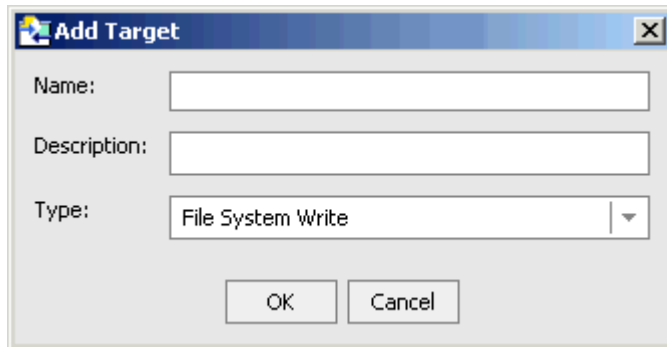 Add Target
Name:
Description:
Type: File System Write
OK Cancel